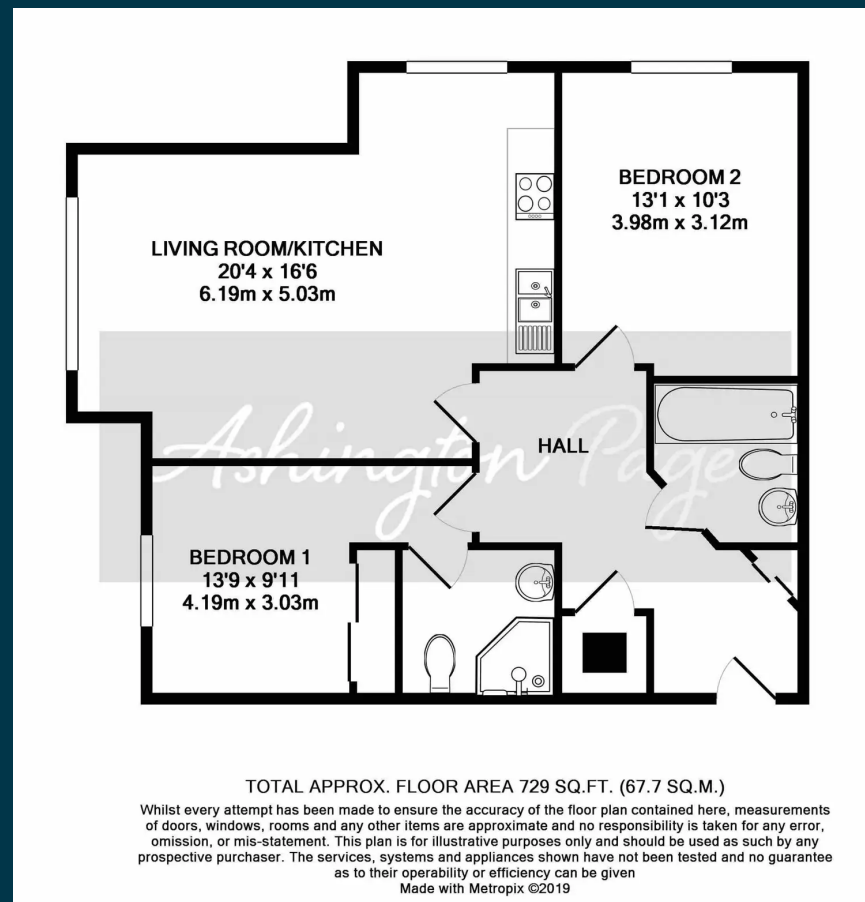 LIVING ROOM/KITCHEN
20'4 x 16'6
6.19m x 5.03m
BEDROOM 2
13'1 x 10'3
3.98m x 3.12m
HALL
Ashington Page
BEDROOM 1
13'9 x 9'11
4.19m x 3.03m
TOTAL APPROX. FLOOR AREA 729 SQ.FT. (67.7 SQ.M.)
Whilst every attempt has been made to ensure the accuracy of the floor plan contained here, measurements
of doors, windows, rooms and any other items are approximate and no responsibility is taken for any error,
omission, or mis-statement. This plan is for illustrative purposes only and should be used as such by any
prospective purchaser. The services, systems and appliances shown have not been tested and no guarantee
as to their operability or efficiency can be given
Made with Metropix ©2019